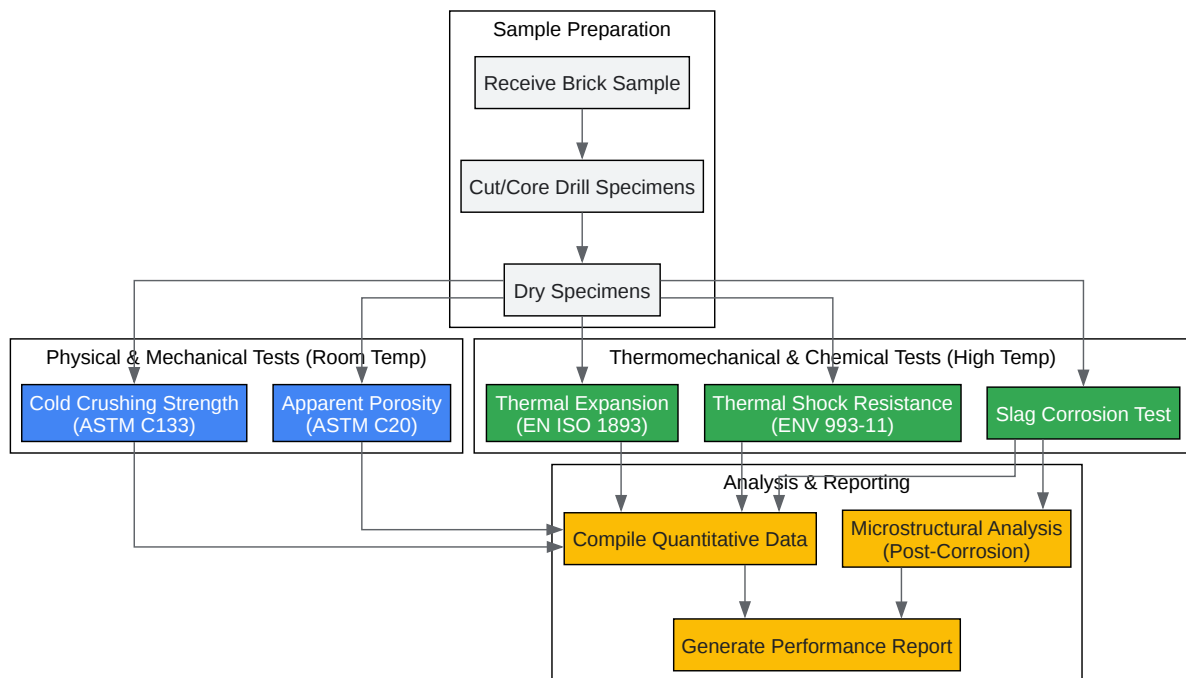 Sample Preparation
Receive Brick Sample
Cut/Core Drill Specimens
Dry Specimens
Physical & Mechanical Tests (Room Temp)
Cold Crushing Strength
(ASTM C133)
Apparent Porosity
(ASTM C20)
Thermomechanical & Chemical Tests (High Temp)
Thermal Expansion
(EN ISO 1893)
Thermal Shock Resistance
(ENV 993-11)
Slag Corrosion Test
Analysis & Reporting
Compile Quantitative Data
Microstructural Analysis
(Post-Corrosion)
Generate Performance Report